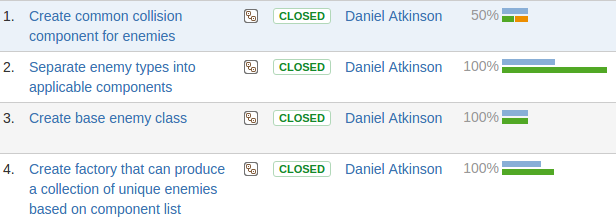 1. Create common collision CLOSED Daniel Atkinson 50%
component for enemies
2. Separate enemy types into CLOSED Daniel Atkinson 100%
applicable components
3. Create base enemy class CLOSED Daniel Atkinson 100%
4. Create factory that can produce CLOSED Daniel Atkinson 100%
a collection of unique enemies
based on component list